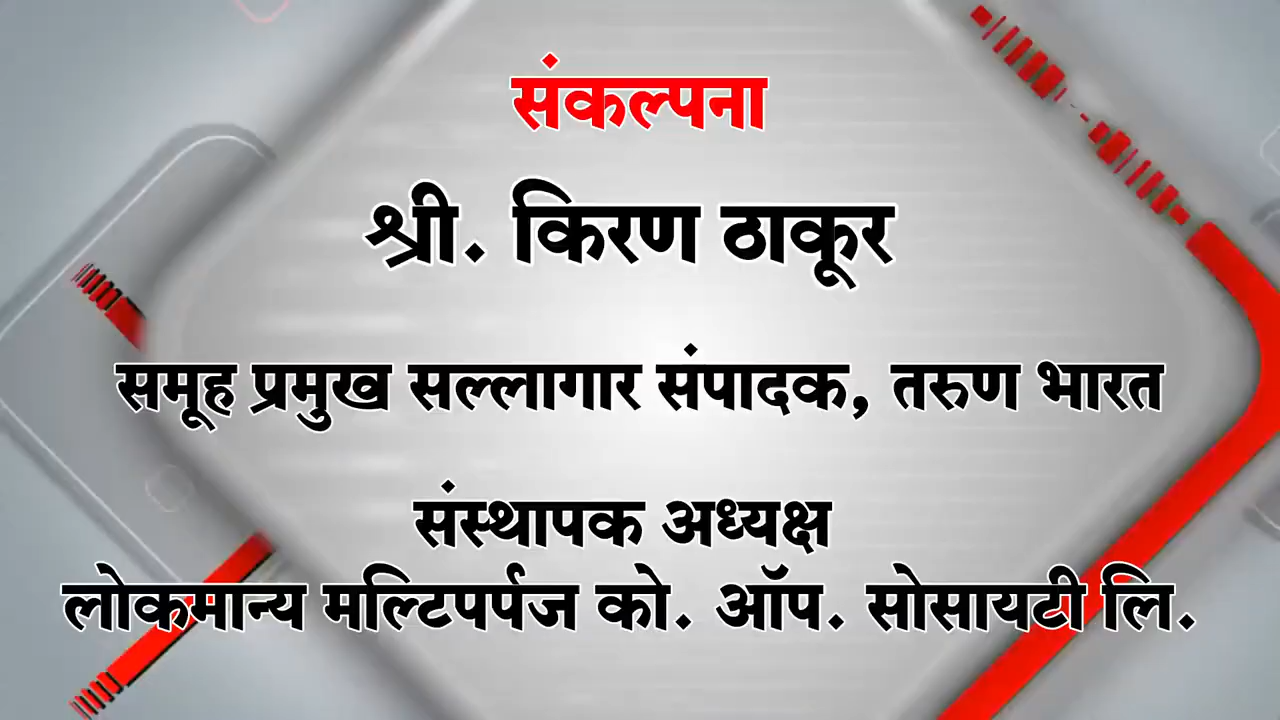 संकल्पना
श्री. किरण ठाकूर
समूह प्रमुख सल्लागार संपादक, तरुण भारत
संस्थापक अध्यक्ष
लोकमान्य मल्टिपर्पज को. ऑप. सोसायटी लि.